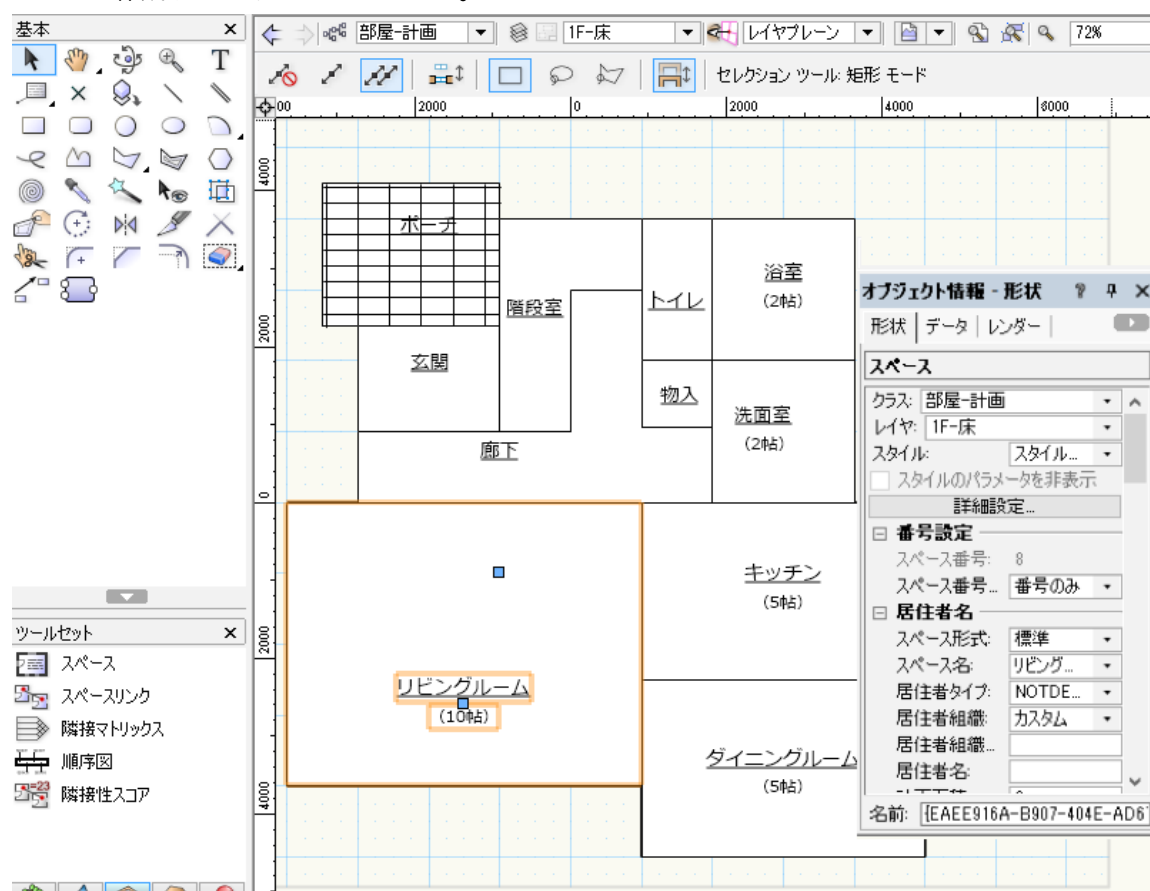 基本
部屋-計画
1F-床
レイヤプレーン
72%
セレクション ツール: 矩形 モード
00
2000
0
2000
4000
6000
4000
2000
0
2000
4000
ポーチ
階段室
トイレ
浴室
(2帖)
玄関
物入
洗面室
(2帖)
廊下
キッチン
(5帖)
リビングルーム
(10帖)
ダイニングルーム
(5帖)
ツールセット
スペース
スペースリンク
隣接マトリックス
順序図
隣接性スコア
オブジェクト情報 - 形状
形状 データ レンダー
スペース
クラス: 部屋-計画
レイヤ: 1F-床
スタイル: スタイル...
スタイルのパラメータを非表示
詳細設定...
番号設定
スペース番号: 8
スペース番号... 番号のみ
居住者名
スペース形式: 標準
スペース名: リビング...
居住者タイプ: NOTDE...
居住者組織: カスタム
居住者組織...
居住者名:
名前: {EAEE916A-B907-404E-AD6